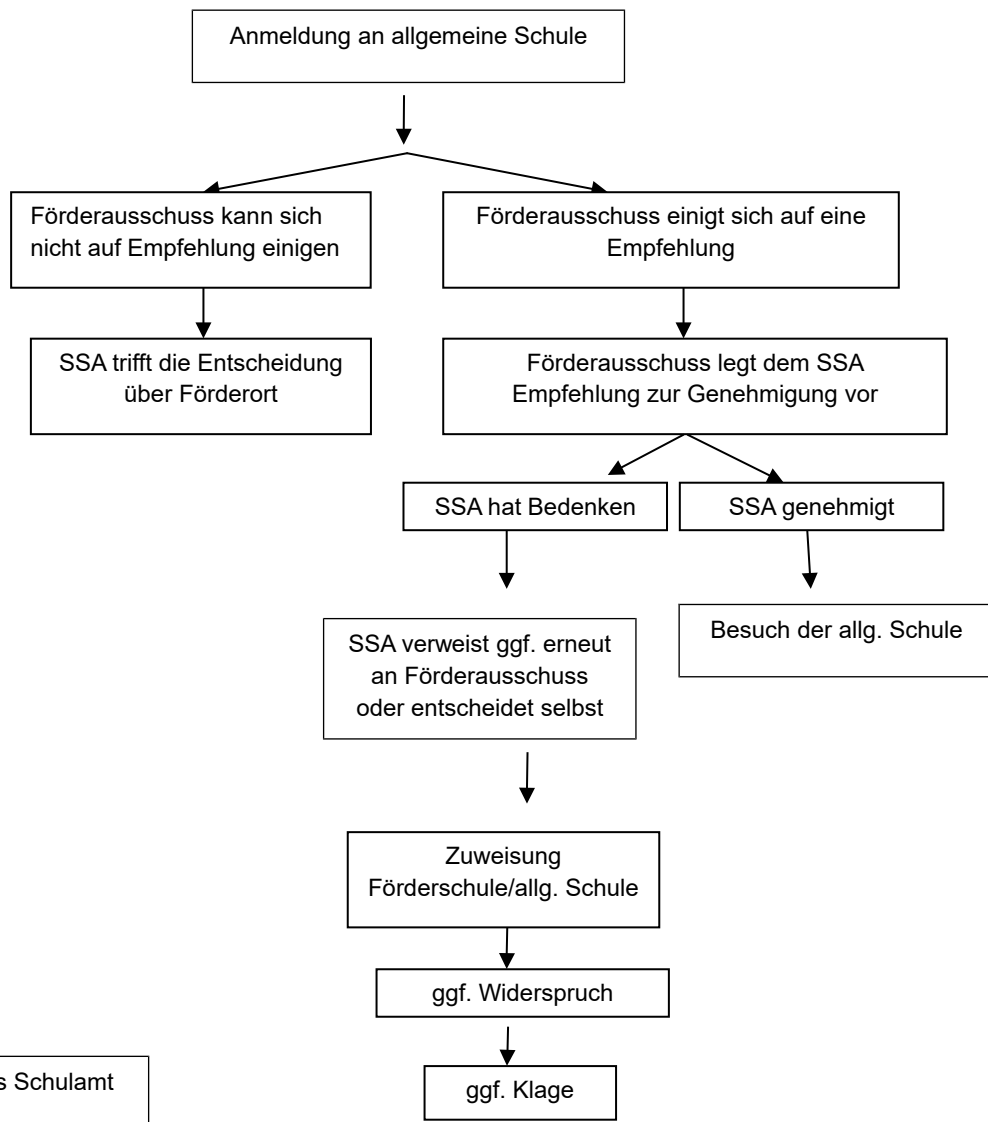 Anmeldung an allgemeine Schule
Förderausschuss kann sich
nicht auf Empfehlung einigen
Förderausschuss einigt sich auf eine
Empfehlung
SSA trifft die Entscheidung
über Förderort
Förderausschuss legt dem SSA
Empfehlung zur Genehmigung vor
SSA hat Bedenken
SSA genehmigt
SSA verweist ggf. erneut
an Förderausschuss
oder entscheidet selbst
Besuch der allg. Schule
Zuweisung
Förderschule/allg. Schule
ggf. Widerspruch
ggf. Klage
s Schulamt